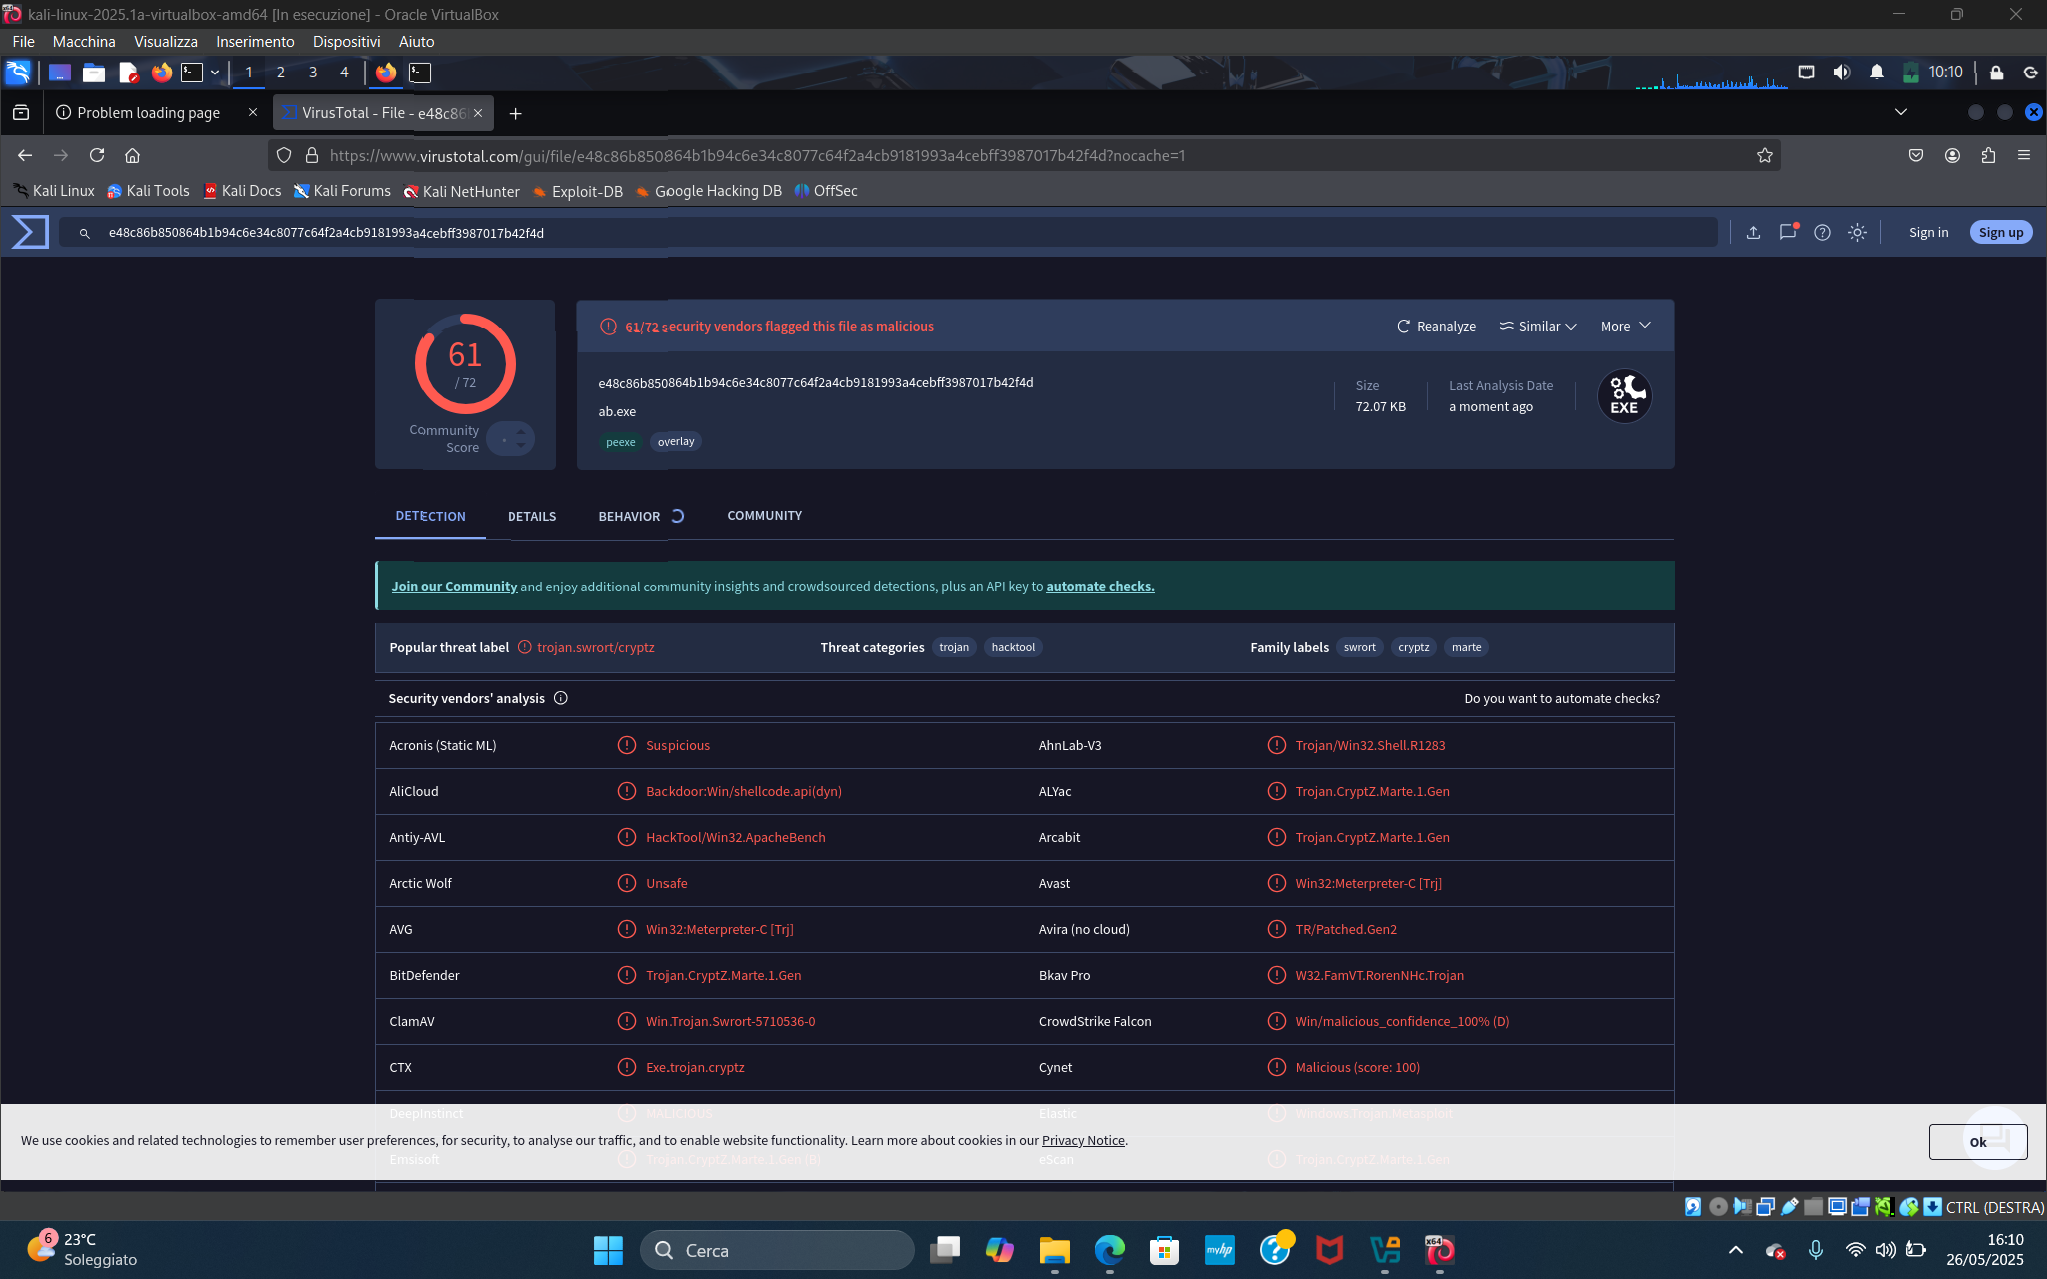 kali-linux-2025.1a-virtualbox-amd64 [In esecuzione] - Oracle VirtualBox
File Macchina Visualizza Inserimento Dispositivi Aiuto
1 2 3 4 10:10
Problem loading page VirusTotal - File - e48c86
https://www.virustotal.com/gui/file/e48c86b850864b1b94c6e34c8077c64f2a4cb9181993a4cebff3987017b42f4d?nocache=1
Kali Linux Kali Tools Kali Docs Kali Forums Kali NetHunter Exploit-DB Google Hacking DB OffSec
e48c86b850864b1b94c6e34c8077c64f2a4cb9181993a4cebff3987017b42f4d Sign in Sign up
61
/ 72
Community
Score
61/72 security vendors flagged this file as malicious Reanalyze Similar More
e48c86b850864b1b94c6e34c8077c64f2a4cb9181993a4cebff3987017b42f4d
ab.exe
peexe overlay
Size
72.07 KB
Last Analysis Date
a moment ago
EXE
DETECTION DETAILS BEHAVIOR COMMUNITY
Join our Community and enjoy additional community insights and crowdsourced detections, plus an API key to automate checks.
Popular threat label trojan.swrort/cryptz Threat categories trojan hacktool Family labels swrort cryptz marte
Security vendors' analysis Do you want to automate checks?
Acronis (Static ML) Suspicious AhnLab-V3 Trojan/Win32.Shell.R1283
AliCloud Backdoor:Win/shellcode.api(dyn) ALYac Trojan.CryptZ.Marte.1.Gen
Antiy-AVL HackTool/Win32.ApacheBench Arcabit Trojan.CryptZ.Marte.1.Gen
Arctic Wolf Unsafe Avast Win32:Meterpreter-C [Trj]
AVG Win32:Meterpreter-C [Trj] Avira (no cloud) TR/Patched.Gen2
BitDefender Trojan.CryptZ.Marte.1.Gen Bkav Pro W32.FamVT.RorenNHc.Trojan
ClamAV Win.Trojan.Swrort-5710536-0 CrowdStrike Falcon Win/malicious_confidence_100% (D)
CTX Exe.trojan.cryptz Cynet Malicious (score: 100)
DeepInstinct MALICIOUS Elastic Windows.Trojan.Metasploit
We use cookies and related technologies to remember user preferences, for security, to analyse our traffic, and to enable website functionality. Learn more about cookies in our Privacy Notice. Ok
Emsisoft Trojan.CryptZ.Marte.1.Gen (B) eScan Trojan.CryptZ.Marte.1.Gen
CTRL (DESTRA)
6
23°C
Soleggiato
Cerca
myhp
x64
16:10
26/05/2025